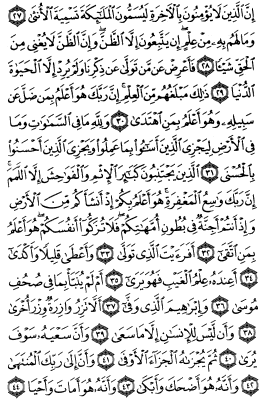 إِنَّ ٱلَّذِينَ لَا يُؤْمِنُونَ بِٱلْءَاخِرَةِ لَيُسَمُّونَ ٱلْمَلَٰٓئِكَةَ تَسْمِيَةَ ٱلْأُنثَىٰ ٢٧
وَمَا لَهُم بِهِۦ مِنْ عِلْمٍ إِن يَتَّبِعُونَ إِلَّا ٱلظَّنَّ وَإِنَّ ٱلظَّنَّ لَا يُغْنِى مِنَ
ٱلْحَقِّ شَيْـًٔا ٢٨ فَأَعْرِضْ عَن مَّن تَوَلَّىٰ عَن ذِكْرِنَا وَلَمْ يُرِدْ إِلَّا ٱلْحَيَوٰةَ
ٱلدُّنْيَا ٢٩ ذَٰلِكَ مَبْلَغُهُم مِّنَ ٱلْعِلْمِ إِنَّ رَبَّكَ هُوَ أَعْلَمُ بِمَن ضَلَّ عَن
سَبِيلِهِۦ وَهُوَ أَعْلَمُ بِمَنِ ٱهْتَدَىٰ ٣٠ وَلِلَّهِ مَا فِى ٱلسَّمَٰوَٰتِ وَمَا
فِى ٱلْأَرْضِ لِيَجْزِىَ ٱلَّذِينَ أَسَٰٓـُٔوا۟ بِمَا عَمِلُوا۟ وَيَجْزِىَ ٱلَّذِينَ أَحْسَنُوا۟
بِٱلْحُسْنَى ٣١ ٱلَّذِينَ يَجْتَنِبُونَ كَبَٰٓئِرَ ٱلْإِثْمِ وَٱلْفَوَٰحِشَ إِلَّا ٱللَّمَمَ
إِنَّ رَبَّكَ وَٰسِعُ ٱلْمَغْفِرَةِ هُوَ أَعْلَمُ بِكُمْ إِذْ أَنشَأَكُم مِّنَ ٱلْأَرْضِ
وَإِذْ أَنتُمْ أَجِنَّةٌ فِى بُطُونِ أُمَّهَٰتِكُمْ فَلَا تُزَكُّوٓا۟ أَنفُسَكُمْ هُوَ أَعْلَمُ
بِمَنِ ٱتَّقَىٰٓ ٣٢ أَفَرَءَيْتَ ٱلَّذِى تَوَلَّىٰ ٣٣ وَأَعْطَىٰ قَلِيلًا وَأَكْدَىٰٓ
٣٤ أَعِندَهُۥ عِلْمُ ٱلْغَيْبِ فَهُوَ يَرَىٰٓ ٣٥ أَمْ لَمْ يُنَبَّأْ بِمَا فِى صُحُفِ
مُوسَىٰ ٣٦ وَإِبْرَٰهِيمَ ٱلَّذِى وَفَّىٰٓ ٣٧ أَلَّا تَزِرُ وَازِرَةٌ وِزْرَ أُخْرَىٰ
٣٨ وَأَن لَّيْسَ لِلْإِنسَٰنِ إِلَّا مَا سَعَىٰ ٣٩ وَأَنَّ سَعْيَهُۥ سَوْفَ
يُرَىٰ ٤٠ ثُمَّ يُجْزَىٰهُ ٱلْجَزَآءَ ٱلْأَوْفَىٰ ٤١ وَأَنَّ إِلَىٰ رَبِّكَ ٱلْمُنتَهَىٰ
٤٢ وَأَنَّهُۥ هُوَ أَضْحَكَ وَأَبْكَىٰ ٤٣ وَأَنَّهُۥ هُوَ أَمَاتَ وَأَحْيَا ٤٤